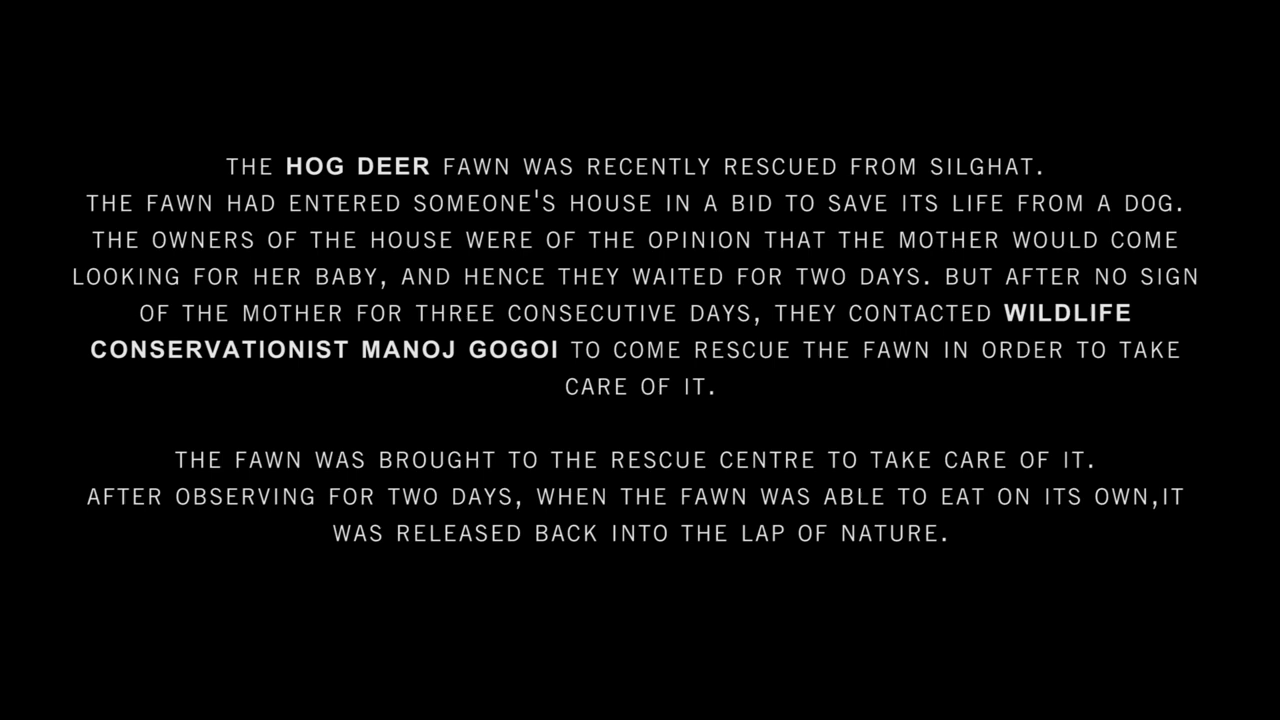 THE HOG DEER FAWN WAS RECENTLY RESCUED FROM SILGHAT.
THE FAWN HAD ENTERED SOMEONE'S HOUSE IN A BID TO SAVE ITS LIFE FROM A DOG.
THE OWNERS OF THE HOUSE WERE OF THE OPINION THAT THE MOTHER WOULD COME
LOOKING FOR HER BABY, AND HENCE THEY WAITED FOR TWO DAYS. BUT AFTER NO SIGN
OF THE MOTHER FOR THREE CONSECUTIVE DAYS, THEY CONTACTED WILDLIFE
CONSERVATIONIST MANOJ GOGOI TO COME RESCUE THE FAWN IN ORDER TO TAKE
CARE OF IT.
THE FAWN WAS BROUGHT TO THE RESCUE CENTRE TO TAKE CARE OF IT.
AFTER OBSERVING FOR TWO DAYS, WHEN THE FAWN WAS ABLE TO EAT ON ITS OWN,IT
WAS RELEASED BACK INTO THE LAP OF NATURE.